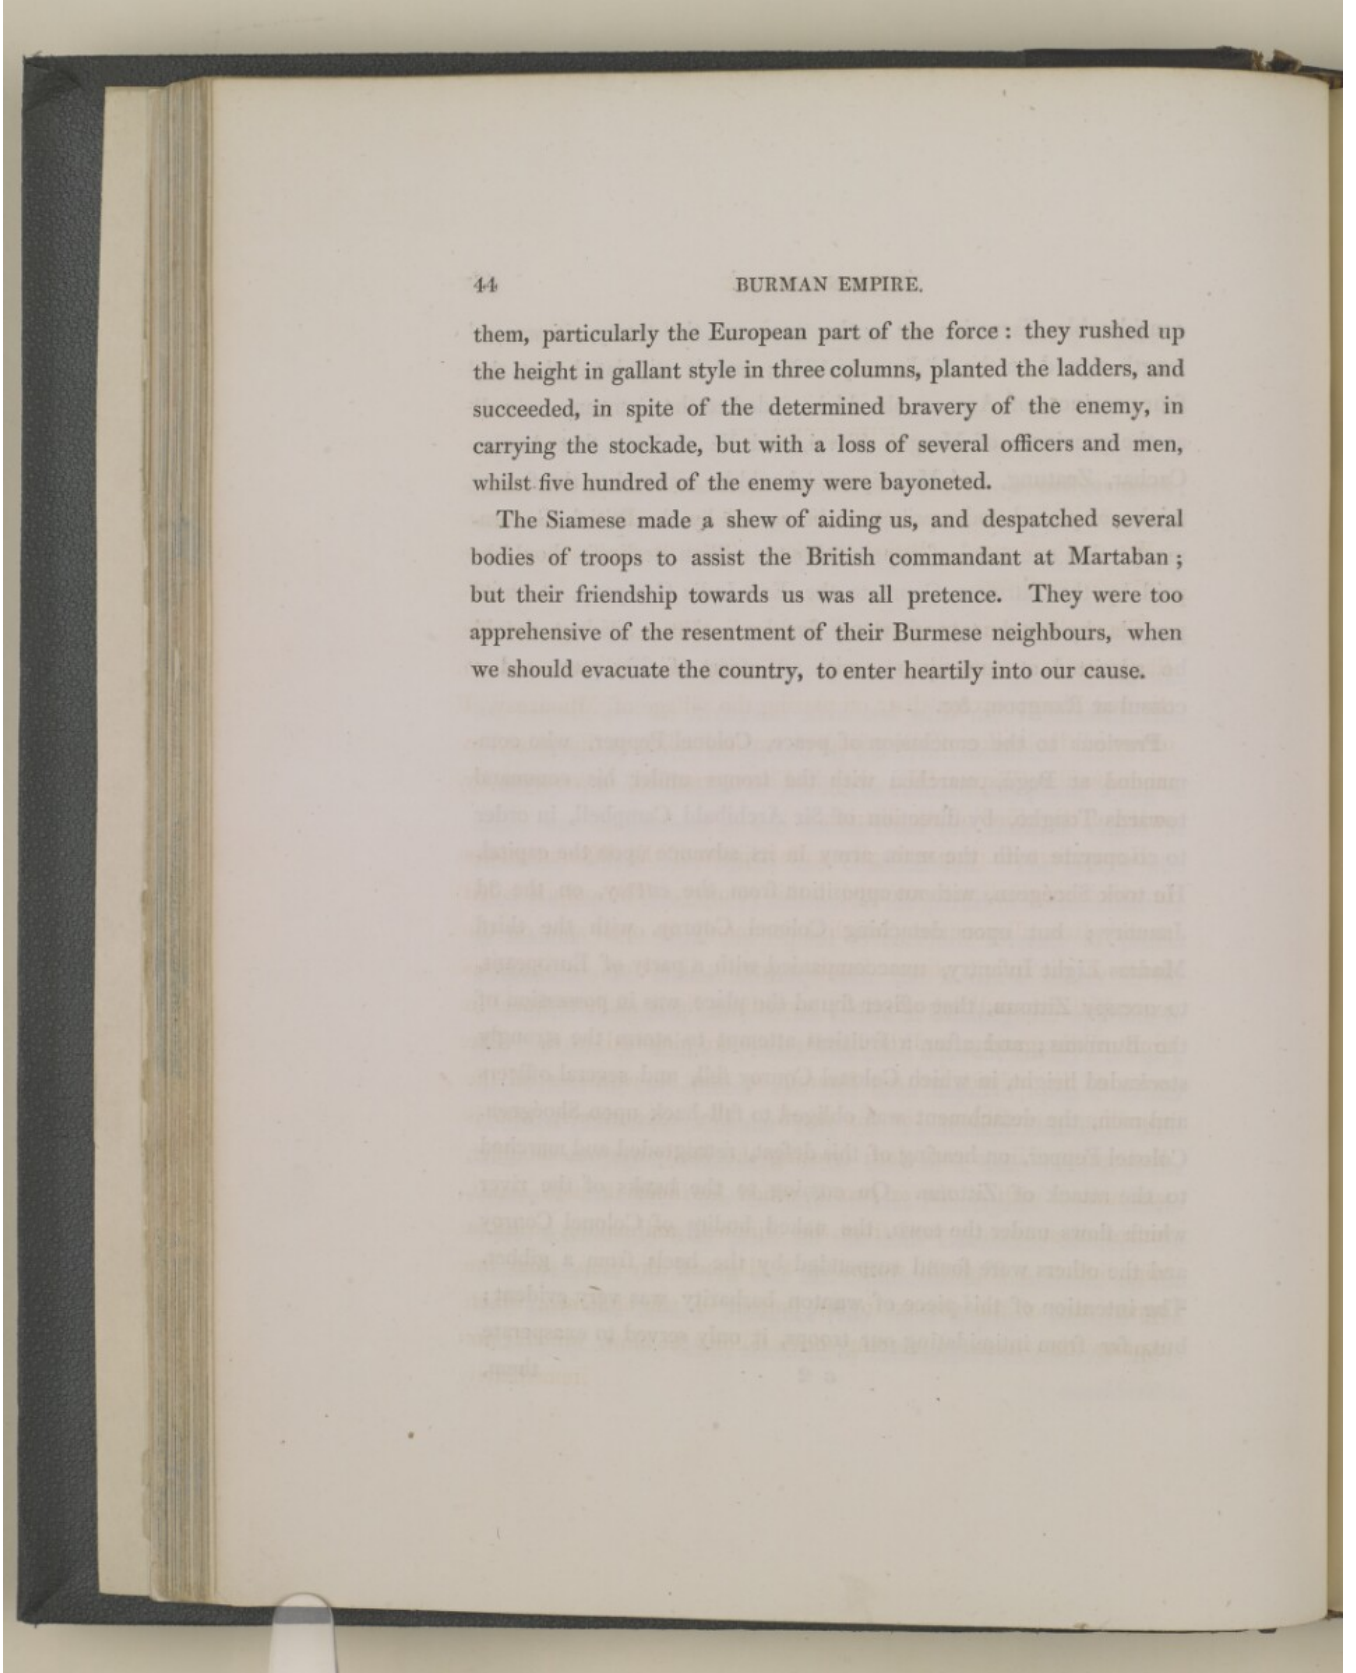 44 BURMAN EMPIRE.
them, particularly the European part of the force : they rushed up
the height in gallant style in three columns, planted the ladders, and
succeeded, in spite of the determined bravery of the enemy, in
carrying the stockade, but with a loss of several officers and men,
whilst five hundred of the enemy were bayoneted.
The Siamese made a shew of aiding us, and despatched several
bodies of troops to assist the British commandant at Martaban ;
but their friendship towards us was all pretence. They were too
apprehensive of the resentment of their Burmese neighbours, when
we should evacuate the country, to enter heartily into our cause.